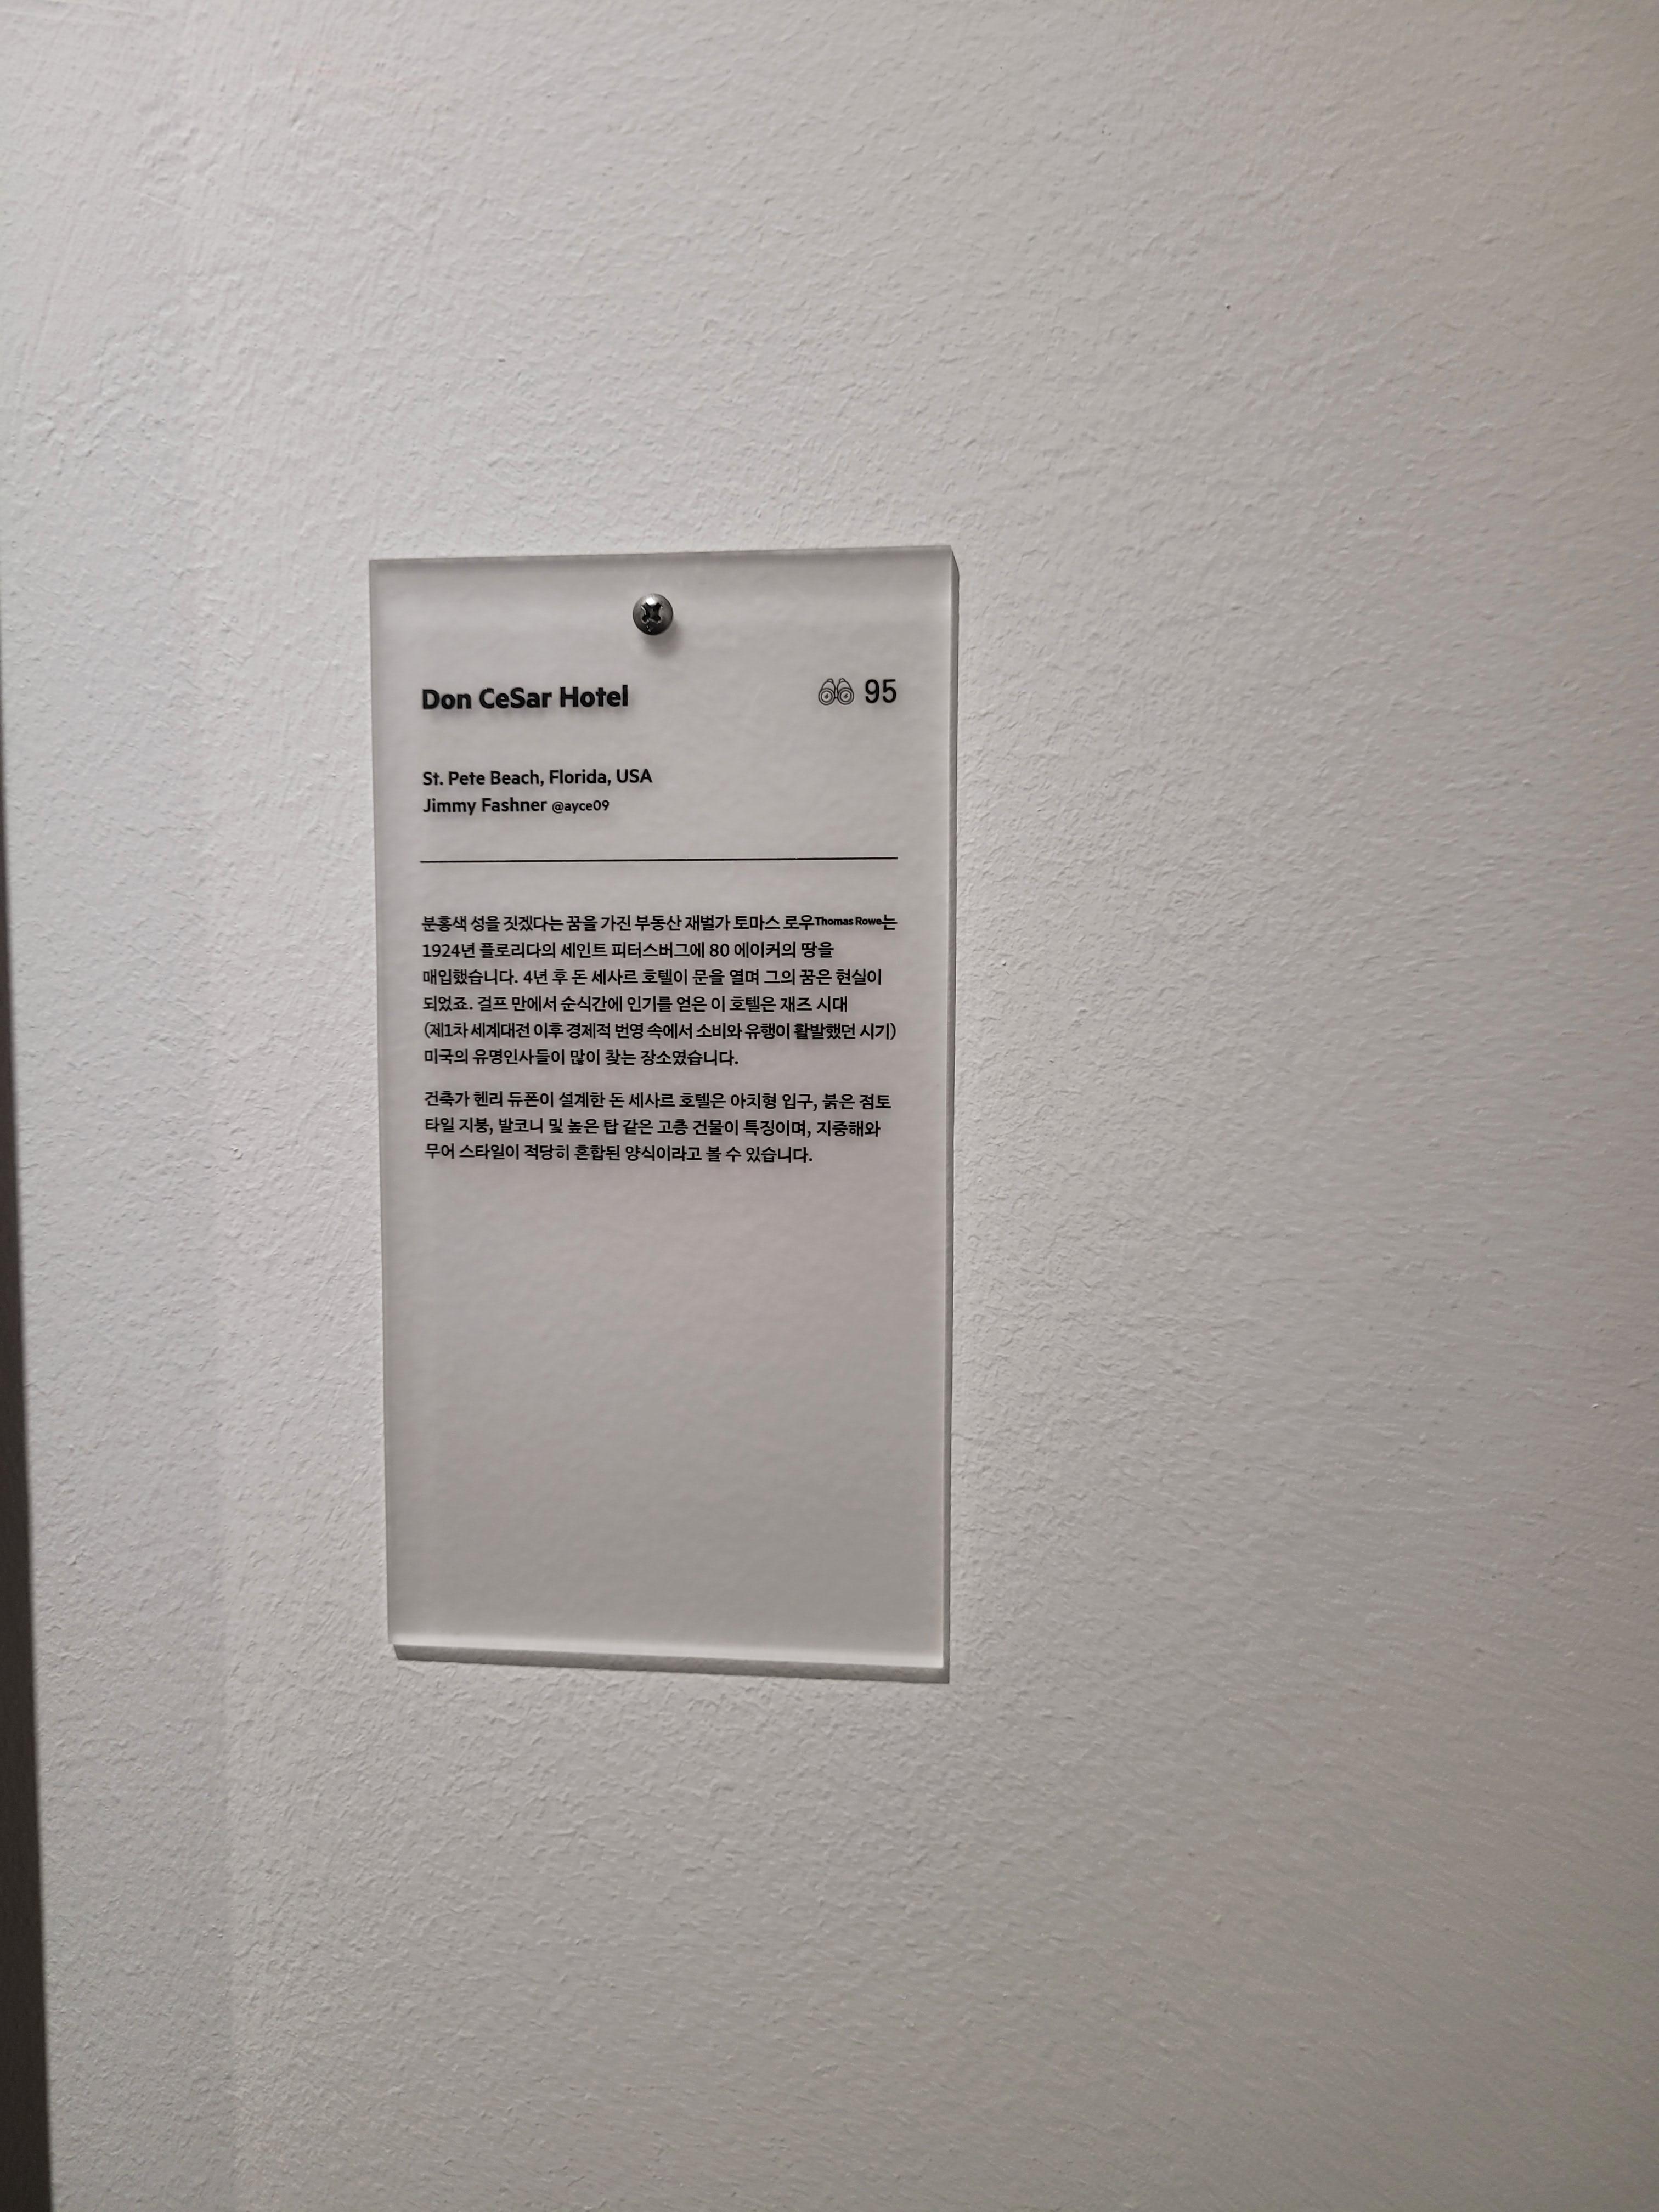 Don CeSar Hotel
95
St. Pete Beach, Florida, USA
Jimmy Fashner @ayce09
분홍색 성을 짓겠다는 꿈을 가진 부동산 재벌가 토마스 로우Thomas Rowe는
1924년 플로리다의 세인트 피터스버그에 80 에이커의 땅을
매입했습니다. 4년 후 돈 세사르 호텔이 문을 열며 그의 꿈은 현실이
되었죠. 걸프 만에서 순식간에 인기를 얻은 이 호텔은 재즈 시대
(제1차 세계대전 이후 경제적 번영 속에서 소비와 유행이 활발했던 시기)
미국의 유명인사들이 많이 찾는 장소였습니다.
건축가 헨리 듀폰이 설계한 돈 세사르 호텔은 아치형 입구, 붉은 점토
타일 지붕, 발코니 및 높은 탑 같은 고층 건물이 특징이며, 지중해와
무어 스타일이 적당히 혼합된 양식이라고 볼 수 있습니다.